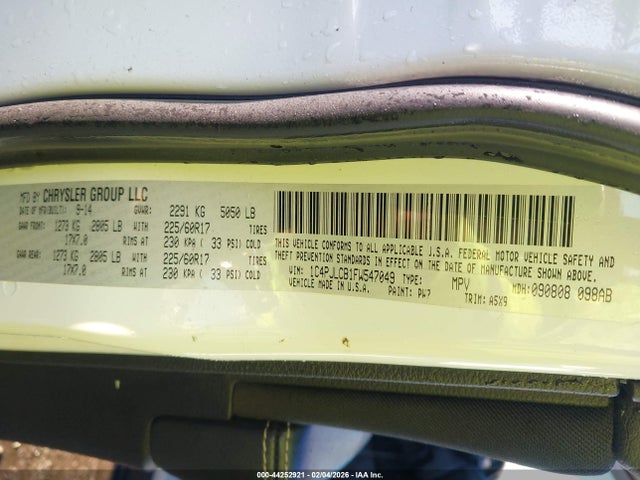 MFD BY CHRYSLER GROUP LLC
DATE OF MFR(BUILT): 9-14 GVWR: 2291 KG 5050 LB
GAWR FRONT: 1273 KG 2805 LB 225/60R17 TIRES
17X7.0 RIMS AT 230 KPA ( 33 PSI) COLD
GAWR REAR: 1273 KG 2805 LB 225/60R17 TIRES
17X7.0 RIMS AT 230 KPA ( 33 PSI) COLD
THIS VEHICLE CONFORMS TO ALL APPLICABLE U.S.A. FEDERAL MOTOR VEHICLE SAFETY AND
THEFT PREVENTION STANDARDS IN EFFECT ON THE DATE OF MANUFACTURE SHOWN ABOVE.
VIN: 1C4PJLCB1FW547049 TYPE: MPV MDH: 090808 098AB
VEHICLE MADE IN U.S.A. PAINT: PW7 TRIM: A5X9
000-44252921 - 02/04/2026 - IAA Inc.